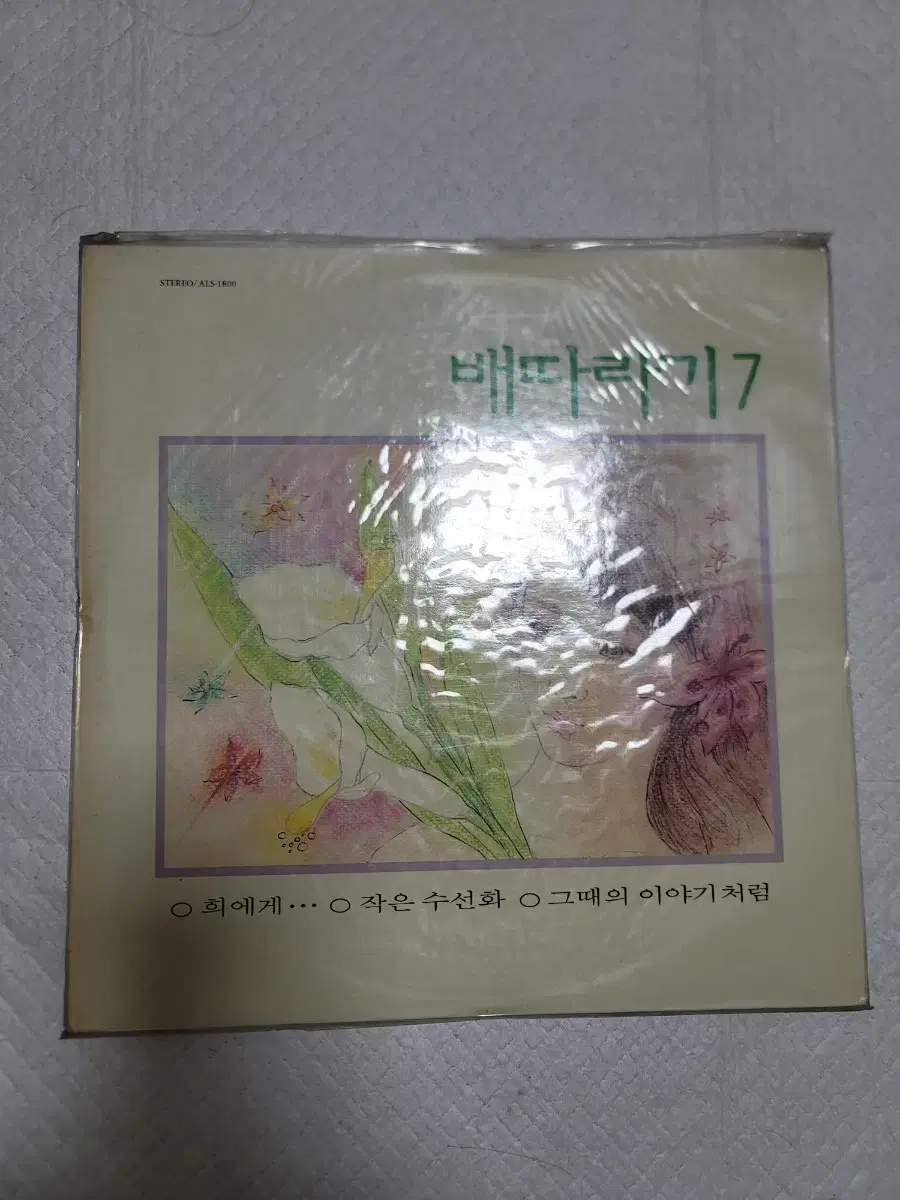 STEREO/ALS-1800
배따라기7
○ 희에게… ○ 작은 수선화 ○ 그때의 이야기처럼